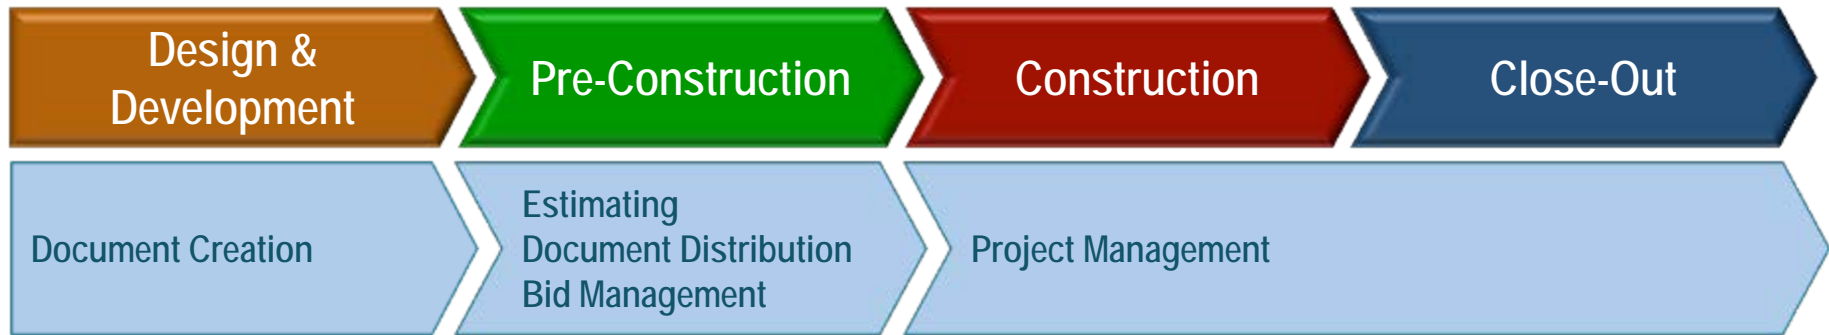 Design &
Development
Pre-Construction
Construction
Close-Out
Document Creation
Estimating
Document Distribution
Bid Management
Project Management